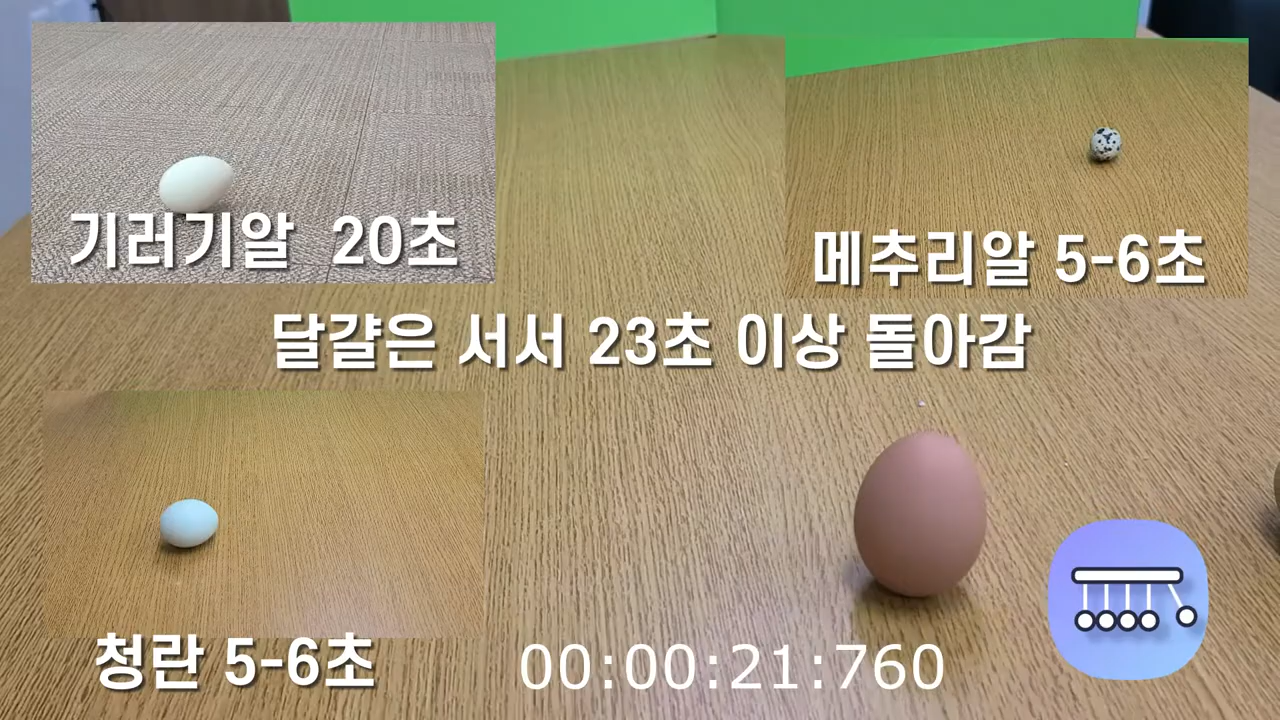 기러기알 20초
메추리알 5-6초
달걀은 서서 23초 이상 돌아감
청란 5-6초
00:00:21:760